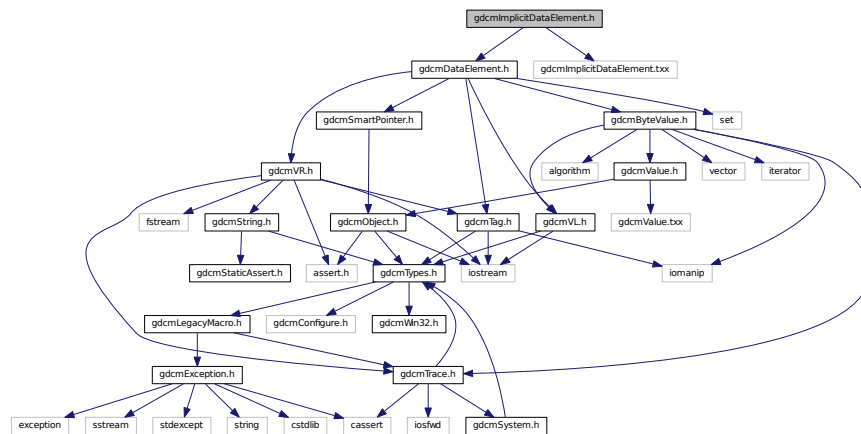 gdcmImplicitDataElement.h
gdcmDataElement.h
gdcmImplicitDataElement.txx
gdcmSmartPointer.h
gdcmByteValue.h
set
gdcmVR.h
algorithm
gdcmValue.h
vector
iterator
fstream
gdcmString.h
gdcmObject.h
gdcmTag.h
gdcmVL.h
gdcmValue.txx
gdcmStaticAssert.h
assert.h
gdcmTypes.h
iostream
iomanip
gdcmLegacyMacro.h
gdcmConfigure.h
gdcmWin32.h
gdcmException.h
gdcmTrace.h
exception
sstream
stdexcept
string
cstdlib
cassert
iosfwd
gdcmSystem.h